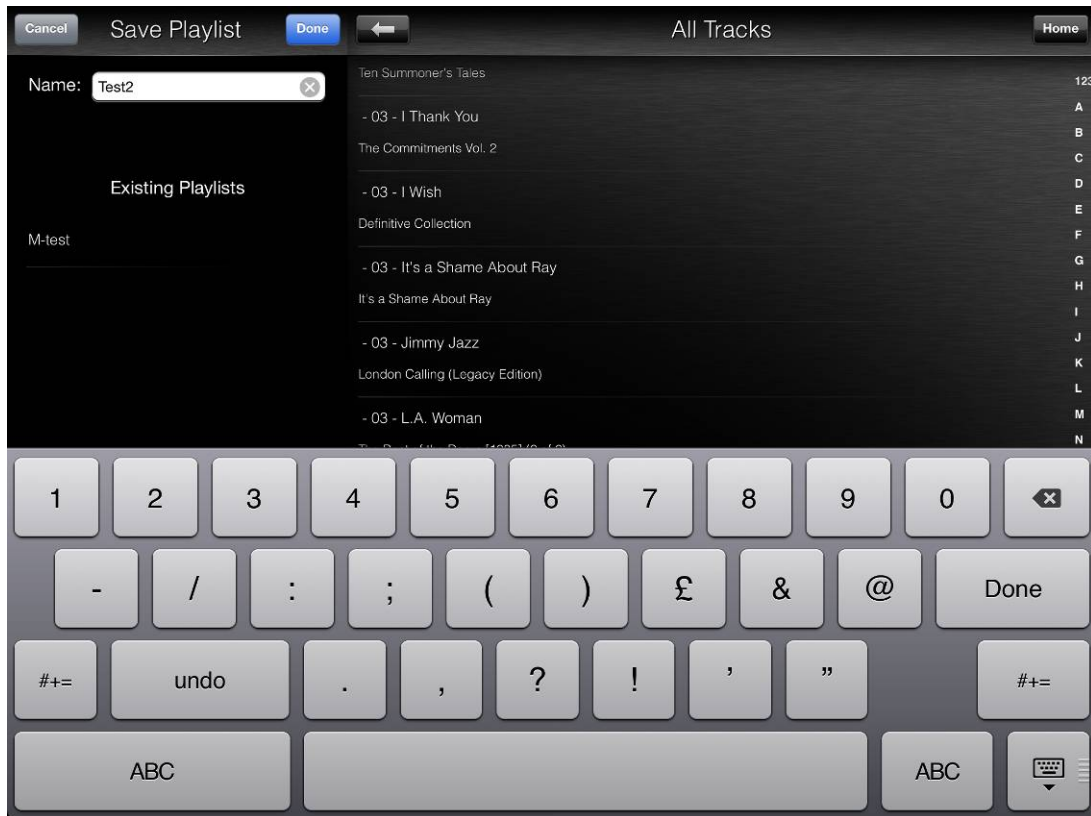 Cancel Save Playlist Done
Name: Test2
Existing Playlists
M-test
All Tracks Home
Ten Summoner's Tales
- 03 - I Thank You
The Commitments Vol. 2
- 03 - I Wish
Definitive Collection
- 03 - It's a Shame About Ray
It's a Shame About Ray
- 03 - Jimmy Jazz
London Calling (Legacy Edition)
- 03 - L.A. Woman
123
A
B
C
D
E
F
G
H
I
J
K
L
M
N
1 2 3 4 5 6 7 8 9 0
- / : ; ( ) £ & @ Done
#+= undo . , ? ! ’ ” #+=
ABC ABC